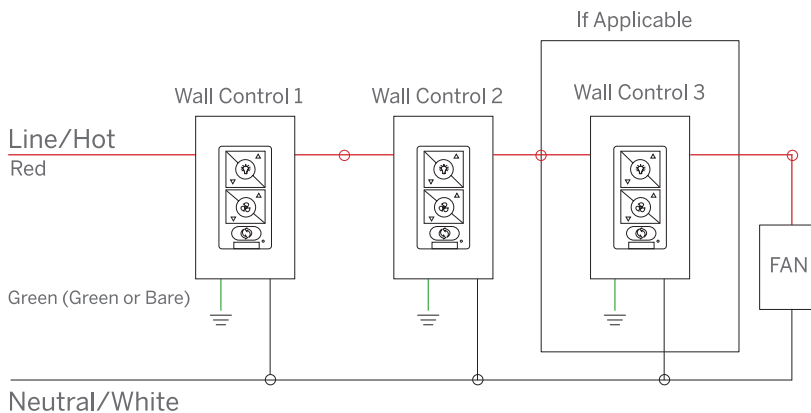 If Applicable
Wall Control 1
Wall Control 2
Wall Control 3
Line/Hot
Red
FAN
Green (Green or Bare)
Neutral/White